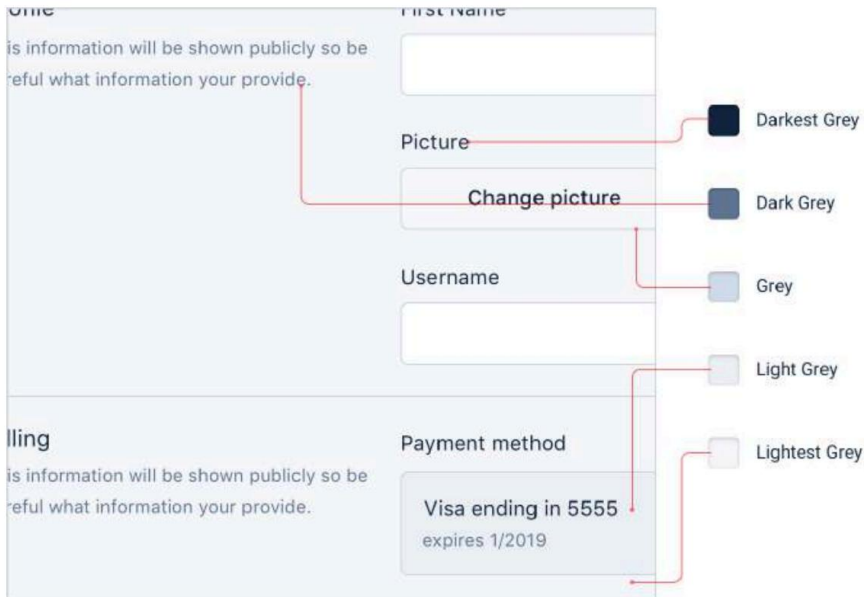 First Name
is information will be shown publicly so be
reful what information your provide.
Darkest Grey
Picture
Change picture
Dark Grey
Username
Grey
Light Grey
lling
Payment method
Lightest Grey
is information will be shown publicly so be
reful what information your provide.
Visa ending in 5555
expires 1/2019